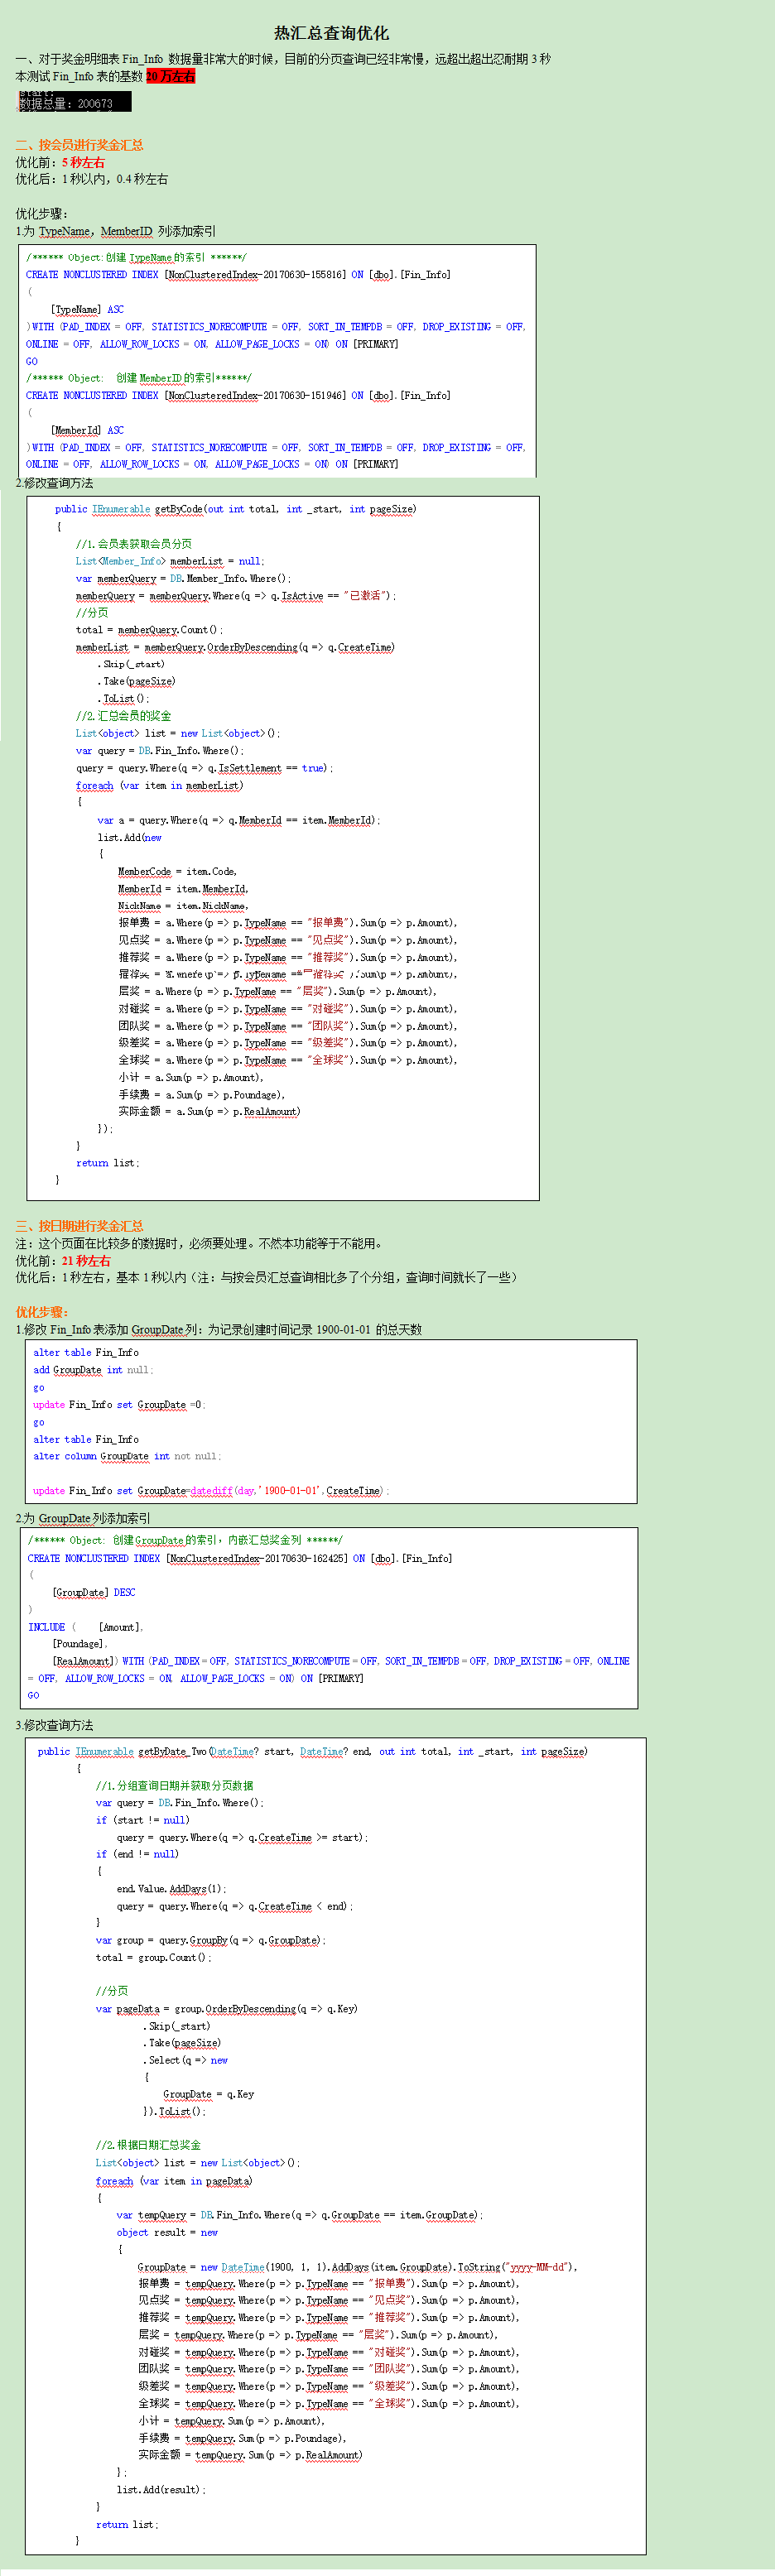 热汇总查询优化
一、对于奖金明细表 Fin_Info 数据量非常大的时候，目前的分页查询已经非常慢，远超出超出忍耐期 3 秒
本测试 Fin_Info 表的基数 20 万左右
数据总量：200673
二、按会员进行奖金汇总
优化前：5 秒左右
优化后：1 秒以内，0.4 秒左右
优化步骤：
1.为 TypeName，MemberID 列添加索引
/****** Object:创建 TypeName 的索引 ******/
CREATE NONCLUSTERED INDEX [NonClusteredIndex-20170630-155816] ON [dbo].[Fin_Info]
(
[TypeName] ASC
)WITH (PAD_INDEX = OFF, STATISTICS_NORECOMPUTE = OFF, SORT_IN_TEMPDB = OFF, DROP_EXISTING = OFF,
ONLINE = OFF, ALLOW_ROW_LOCKS = ON, ALLOW_PAGE_LOCKS = ON) ON [PRIMARY]
GO
/****** Object: 创建 MemberID 的索引******/
CREATE NONCLUSTERED INDEX [NonClusteredIndex-20170630-151946] ON [dbo].[Fin_Info]
(
[MemberId] ASC
)WITH (PAD_INDEX = OFF, STATISTICS_NORECOMPUTE = OFF, SORT_IN_TEMPDB = OFF, DROP_EXISTING = OFF,
ONLINE = OFF, ALLOW_ROW_LOCKS = ON, ALLOW_PAGE_LOCKS = ON) ON [PRIMARY]
2.修改查询方法
public IEnumerable getByCode(out int total, int _start, int pageSize)
{
//1.会员表获取会员分页
List<Member_Info> memberList = null;
var memberQuery = DB.Member_Info.Where();
memberQuery = memberQuery.Where(q => q.IsActive == "已激活");
//分页
total = memberQuery.Count();
memberList = memberQuery.OrderByDescending(q => q.CreateTime)
.Skip(_start)
.Take(pageSize)
.ToList();
//2.汇总会员的奖金
List<object> list = new List<object>();
var query = DB.Fin_Info.Where();
query = query.Where(q => q.IsSettlement == true);
foreach (var item in memberList)
{
var a = query.Where(q => q.MemberId == item.MemberId);
list.Add(new
{
MemberCode = item.Code,
MemberId = item.MemberId,
NickName = item.NickName,
报单费 = a.Where(p => p.TypeName == "报单费").Sum(p => p.Amount),
见点奖 = a.Where(p => p.TypeName == "见点奖").Sum(p => p.Amount),
推荐奖 = a.Where(p => p.TypeName == "推荐奖").Sum(p => p.Amount),
层奖 = a.Where(p => p.TypeName == "层奖").Sum(p => p.Amount),
对碰奖 = a.Where(p => p.TypeName == "对碰奖").Sum(p => p.Amount),
团队奖 = a.Where(p => p.TypeName == "团队奖").Sum(p => p.Amount),
级差奖 = a.Where(p => p.TypeName == "级差奖").Sum(p => p.Amount),
全球奖 = a.Where(p => p.TypeName == "全球奖").Sum(p => p.Amount),
小计 = a.Sum(p => p.Amount),
手续费 = a.Sum(p => p.Poundage),
实际金额 = a.Sum(p => p.RealAmount)
});
}
return list;
}
三、按日期进行奖金汇总
注：这个页面在比较多的数据时，必须要处理。不然本功能等于不能用。
优化前：21 秒左右
优化后：1 秒左右，基本 1 秒以内（注：与按会员汇总查询相比多了个分组，查询时间就长了一些）
优化步骤：
1.修改 Fin_Info 表添加 GroupDate 列：为记录创建时间记录 1900-01-01 的总天数
alter table Fin_Info
add GroupDate int null;
go
update Fin_Info set GroupDate =0;
go
alter table Fin_Info
alter column GroupDate int not null;
update Fin_Info set GroupDate=datediff(day,'1900-01-01',CreateTime);
2.为 GroupDate 列添加索引
/****** Object: 创建 GroupDate 的索引，内嵌汇总奖金列 ******/
CREATE NONCLUSTERED INDEX [NonClusteredIndex-20170630-162425] ON [dbo].[Fin_Info]
(
[GroupDate] DESC
)
INCLUDE ( [Amount],
[Poundage],
[RealAmount]) WITH (PAD_INDEX = OFF, STATISTICS_NORECOMPUTE = OFF, SORT_IN_TEMPDB = OFF, DROP_EXISTING = OFF, ONLINE
= OFF, ALLOW_ROW_LOCKS = ON, ALLOW_PAGE_LOCKS = ON) ON [PRIMARY]
GO
3.修改查询方法
public IEnumerable getByDate_Two(DateTime? start, DateTime? end, out int total, int _start, int pageSize)
{
//1.分组查询日期并获取分页数据
var query = DB.Fin_Info.Where();
if (start != null)
query = query.Where(q => q.CreateTime >= start);
if (end != null)
{
end.Value.AddDays(1);
query = query.Where(q => q.CreateTime < end);
}
var group = query.GroupBy(q => q.GroupDate);
total = group.Count();
//分页
var pageData = group.OrderByDescending(q => q.Key)
.Skip(_start)
.Take(pageSize)
.Select(q => new
{
GroupDate = q.Key
}).ToList();
//2.根据日期汇总奖金
List<object> list = new List<object>();
foreach (var item in pageData)
{
var tempQuery = DB.Fin_Info.Where(q => q.GroupDate == item.GroupDate);
object result = new
{
GroupDate = new DateTime(1900, 1, 1).AddDays(item.GroupDate).ToString("yyyy-MM-dd"),
报单费 = tempQuery.Where(p => p.TypeName == "报单费").Sum(p => p.Amount),
见点奖 = tempQuery.Where(p => p.TypeName == "见点奖").Sum(p => p.Amount),
推荐奖 = tempQuery.Where(p => p.TypeName == "推荐奖").Sum(p => p.Amount),
层奖 = tempQuery.Where(p => p.TypeName == "层奖").Sum(p => p.Amount),
对碰奖 = tempQuery.Where(p => p.TypeName == "对碰奖").Sum(p => p.Amount),
团队奖 = tempQuery.Where(p => p.TypeName == "团队奖").Sum(p => p.Amount),
级差奖 = tempQuery.Where(p => p.TypeName == "级差奖").Sum(p => p.Amount),
全球奖 = tempQuery.Where(p => p.TypeName == "全球奖").Sum(p => p.Amount),
小计 = tempQuery.Sum(p => p.Amount),
手续费 = tempQuery.Sum(p => p.Poundage),
实际金额 = tempQuery.Sum(p => p.RealAmount)
};
list.Add(result);
}
return list;
}